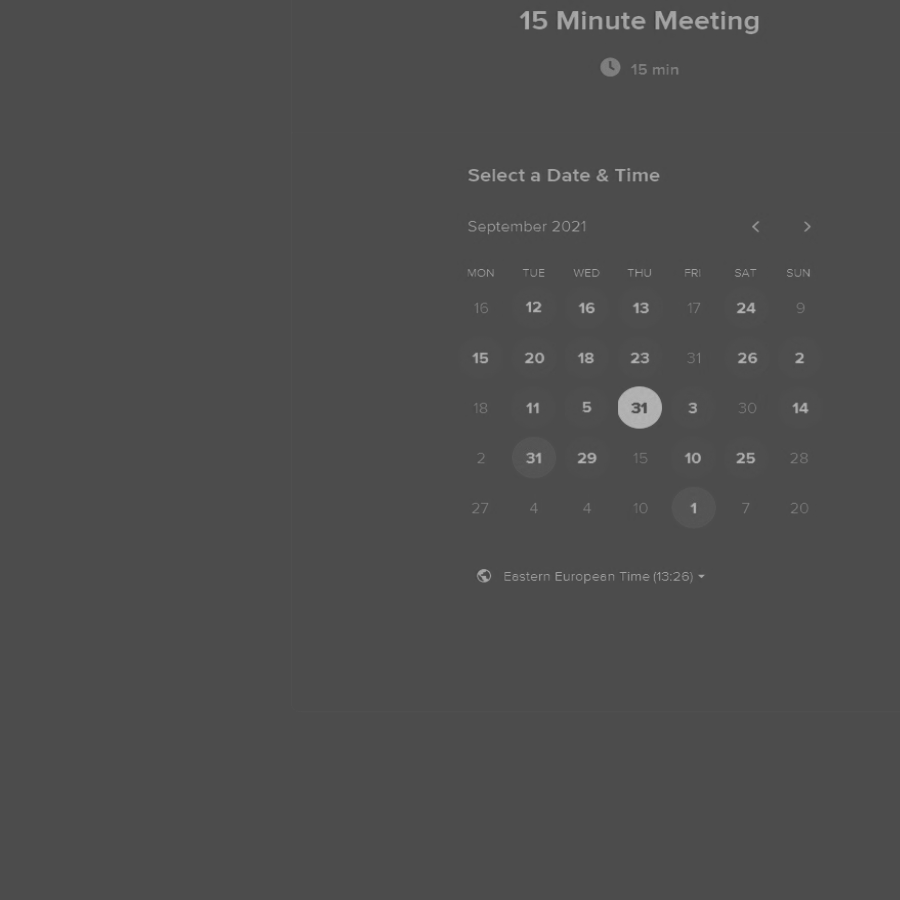 15 Minute Meeting
15 min
Select a Date & Time
September 2021
MON TUE WED THU FRI SAT SUN
16 12 16 13 17 24 9
15 20 18 23 31 26 2
18 11 5 31 3 30 14
2 31 29 15 10 25 28
27 4 4 10 1 7 20
Eastern European Time (13:26)